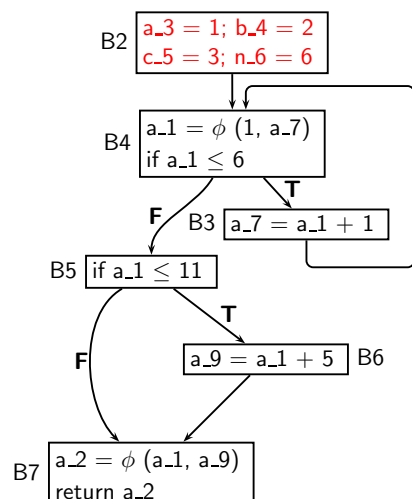 B2
a_3 = 1; b_4 = 2
c_5 = 3; n_6 = 6
B4
a_1 = ϕ (1, a_7)
if a_1 ≤ 6
F
T
B3
a_7 = a_1 + 1
B5
if a_1 ≤ 11
F
T
a_9 = a_1 + 5
B6
B7
a_2 = ϕ (a_1, a_9)
return a_2